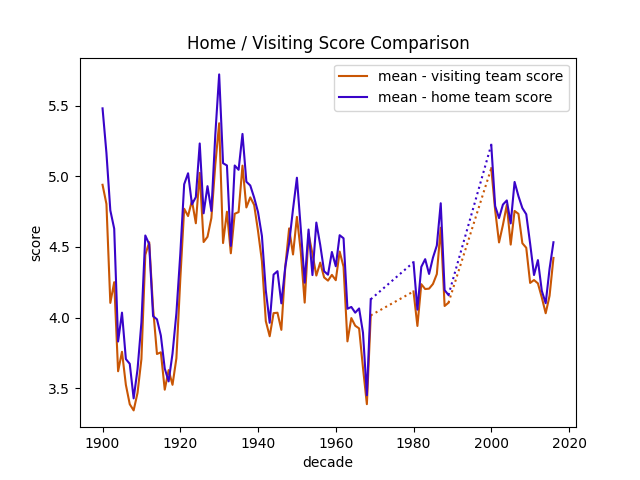 Home / Visiting Score Comparison
mean - visiting team score
mean - home team score
5.5
5.0
4.5
4.0
3.5
score
1900
1920
1940
1960
1980
2000
2020
decade